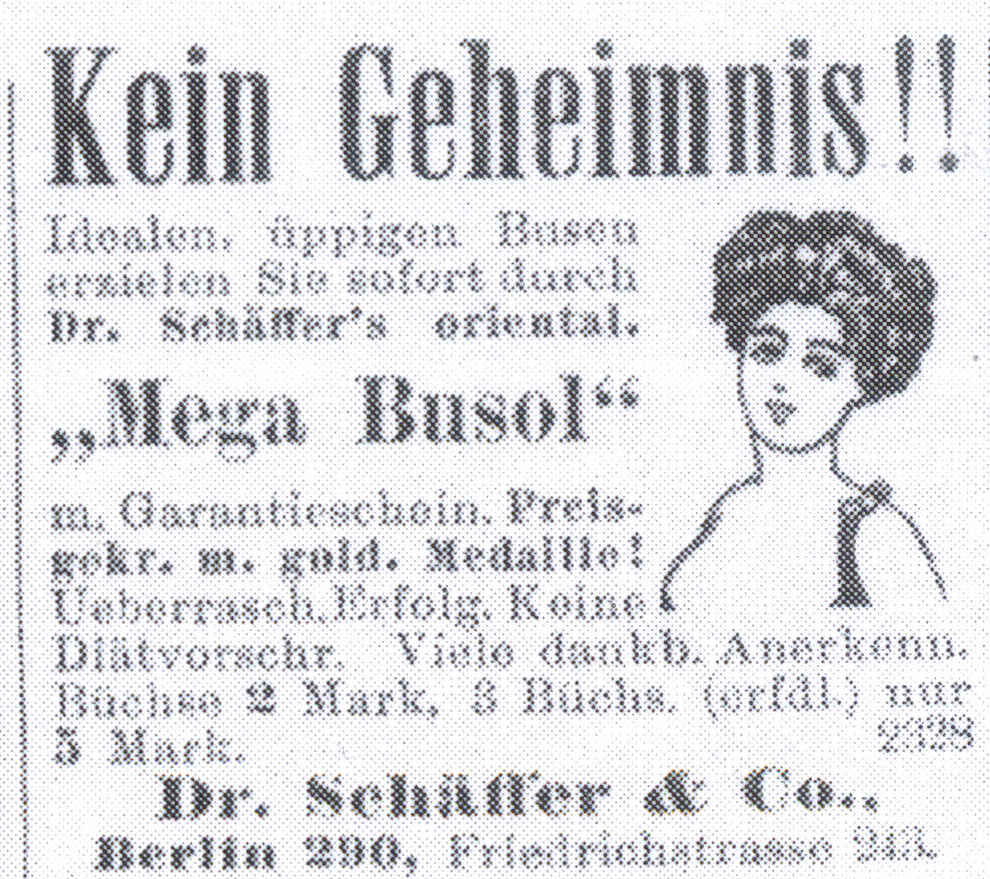 Kein Geheimnis!!
Idealen, üppigen Busen
erzielen Sie sofort durch
Dr. Schäffer's oriental.
„Mega Busol“
m. Garantieschein. Preis-
gekr. m. gold. Medaille!
Ueberrasch. Erfolg. Keine
Diätvorschr. Viele dankb. Anerkenn.
Büchse 2 Mark, 3 Büchs. (erfdl.) nur
5 Mark. 2328
Dr. Schäffer & Co.,
Berlin 290, Friedrichstrasse 243.